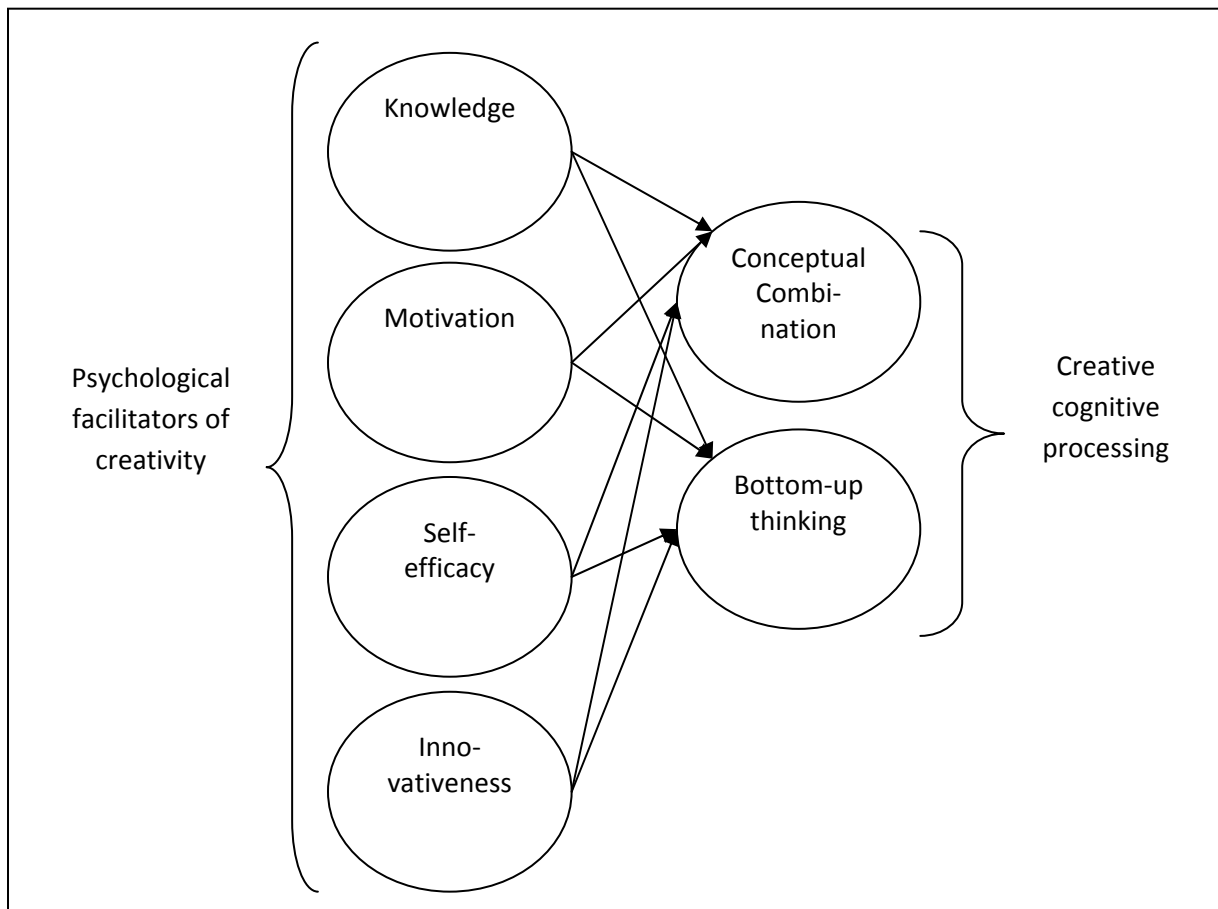 Psychological
facilitators of
creativity
Knowledge
Motivation
Self-
efficacy
Inno-
vativeness
Conceptual
Combi-
nation
Bottom-up
thinking
Creative
cognitive
processing